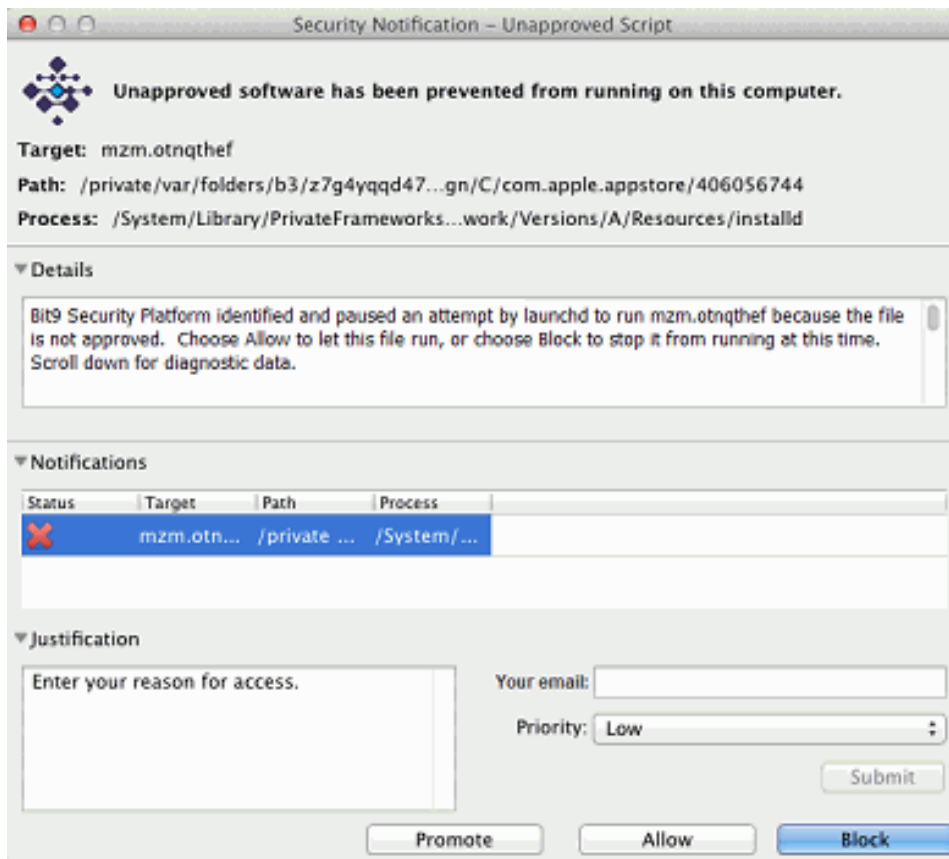 Security Notification – Unapproved Script
Unapproved software has been prevented from running on this computer.
Target: mzm.otnqthef
Path: /private/var/folders/b3/z7g4yqqd47...gn/C/com.apple.appstore/406056744
Process: /System/Library/PrivateFrameworks...work/Versions/A/Resources/installd
Details
Bit9 Security Platform identified and paused an attempt by launchd to run mzm.otnqthef because the file
is not approved. Choose Allow to let this file run, or choose Block to stop it from running at this time.
Scroll down for diagnostic data.
Notifications
Status Target Path Process
mzm.otn... /private ... /System/...
Justification
Enter your reason for access.
Your email:
Priority: Low
Submit
Promote Allow Block